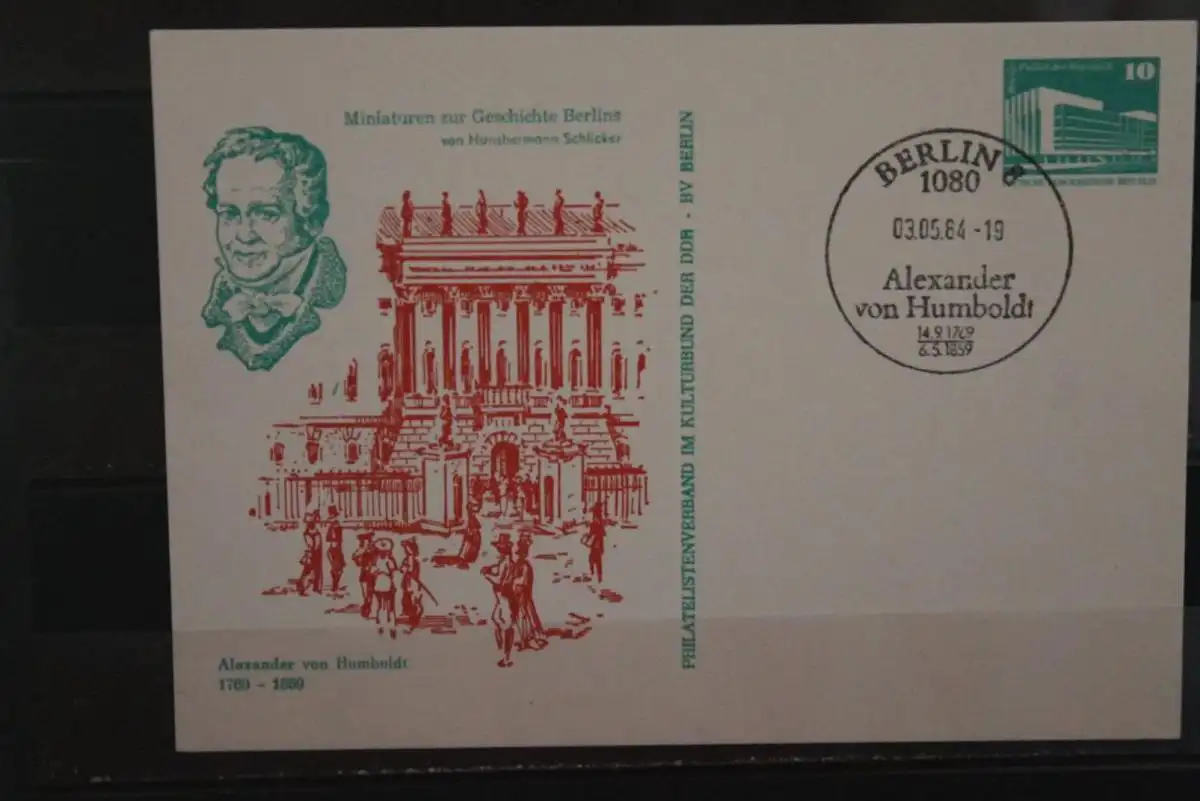 Miniaturen zur Geschichte Berlins
von Hanshermann Schlicker
Alexander von Humboldt
1769 - 1859
PHILATELISTENVERBAND IM KULTURBUND DER DDR · BV BERLIN
10
BERLIN 8
1080
03.05.84-19
Alexander
von Humboldt
14.9.1769
6.5.1859